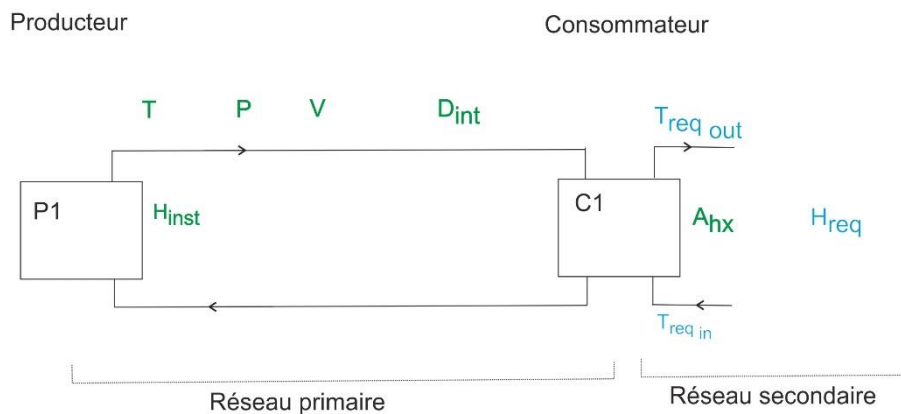 Producteur
Consommateur
T P V Dint
Treq out
P1
Hinst
C1
Ahx
Hreq
Treq in
Réseau primaire
Réseau secondaire